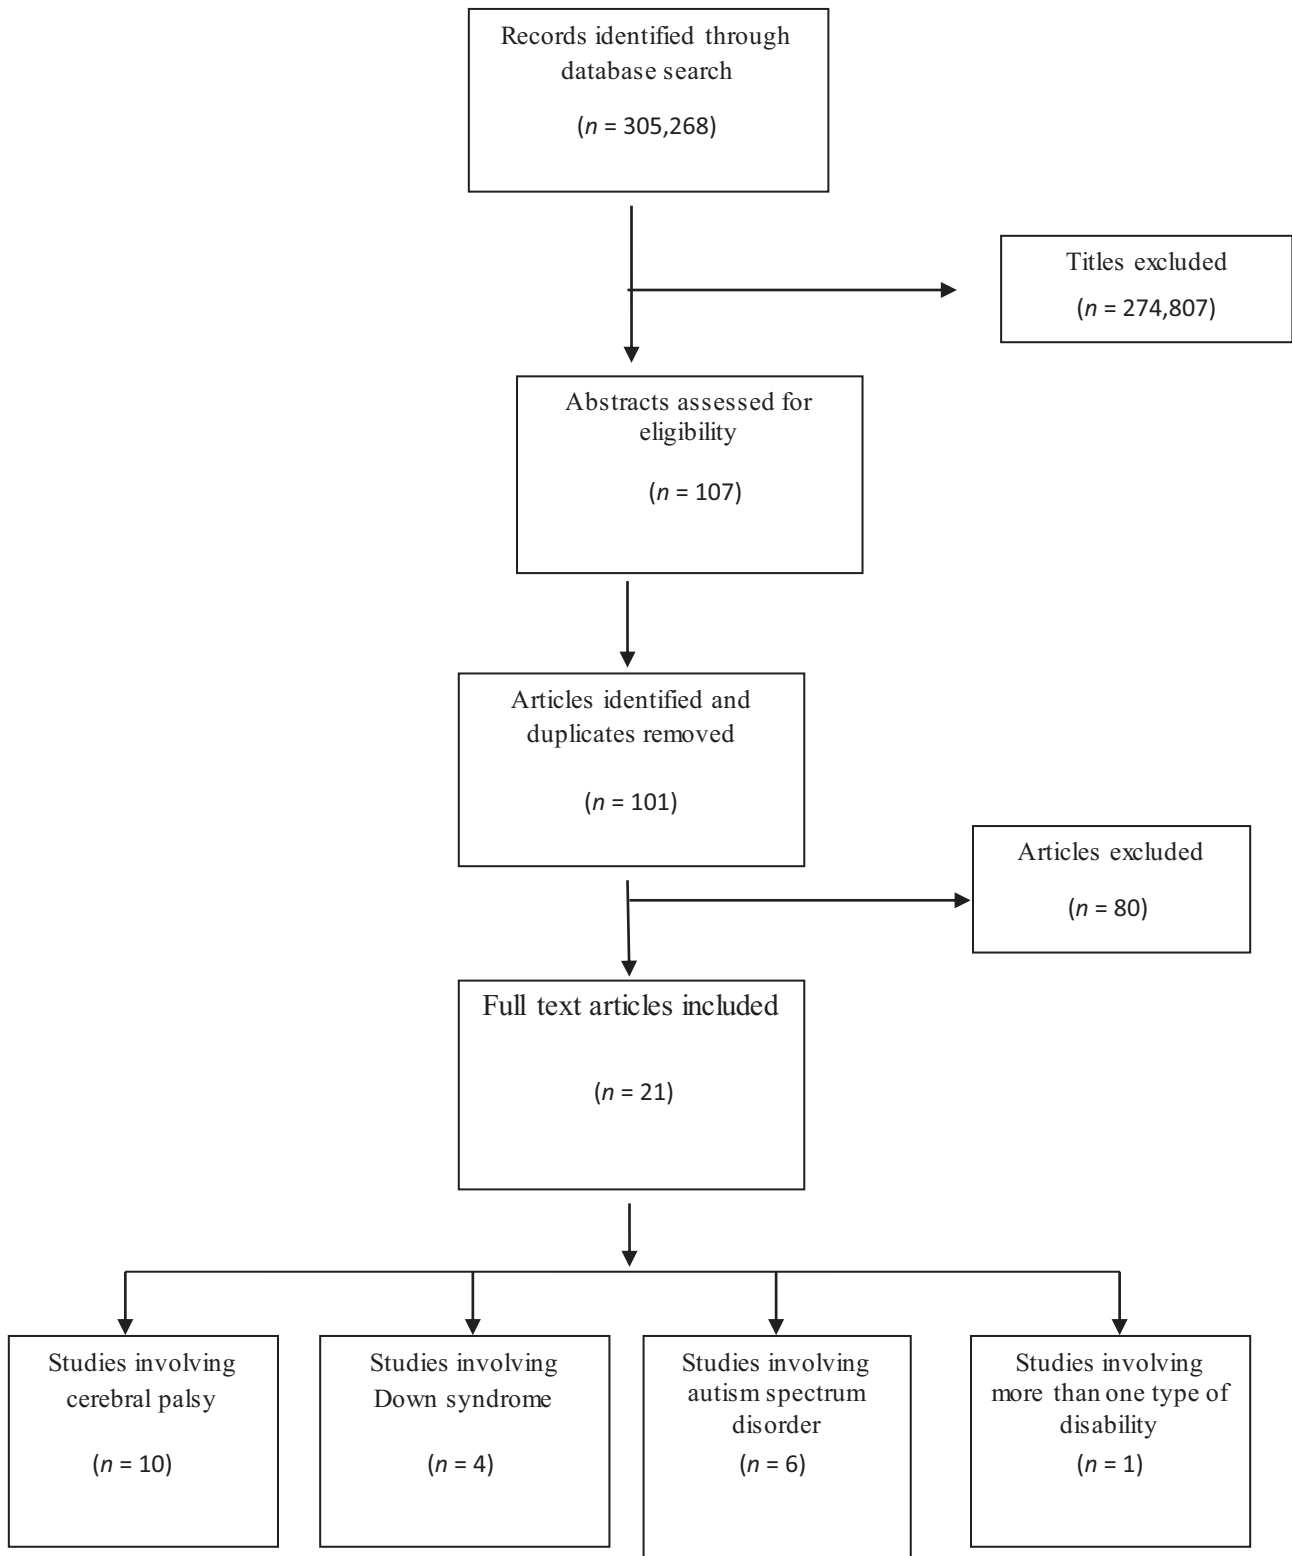 Records identified through
database search
(n = 305,268)
Titles excluded
(n = 274,807)
Abstracts assessed for
eligibility
(n = 107)
Articles identified and
duplicates removed
(n = 101)
Articles excluded
(n = 80)
Full text articles included
(n = 21)
Studies involving
cerebral palsy
(n = 10)
Studies involving
Down syndrome
(n = 4)
Studies involving
autism spectrum
disorder
(n = 6)
Studies involving
more than one type of
disability
(n = 1)